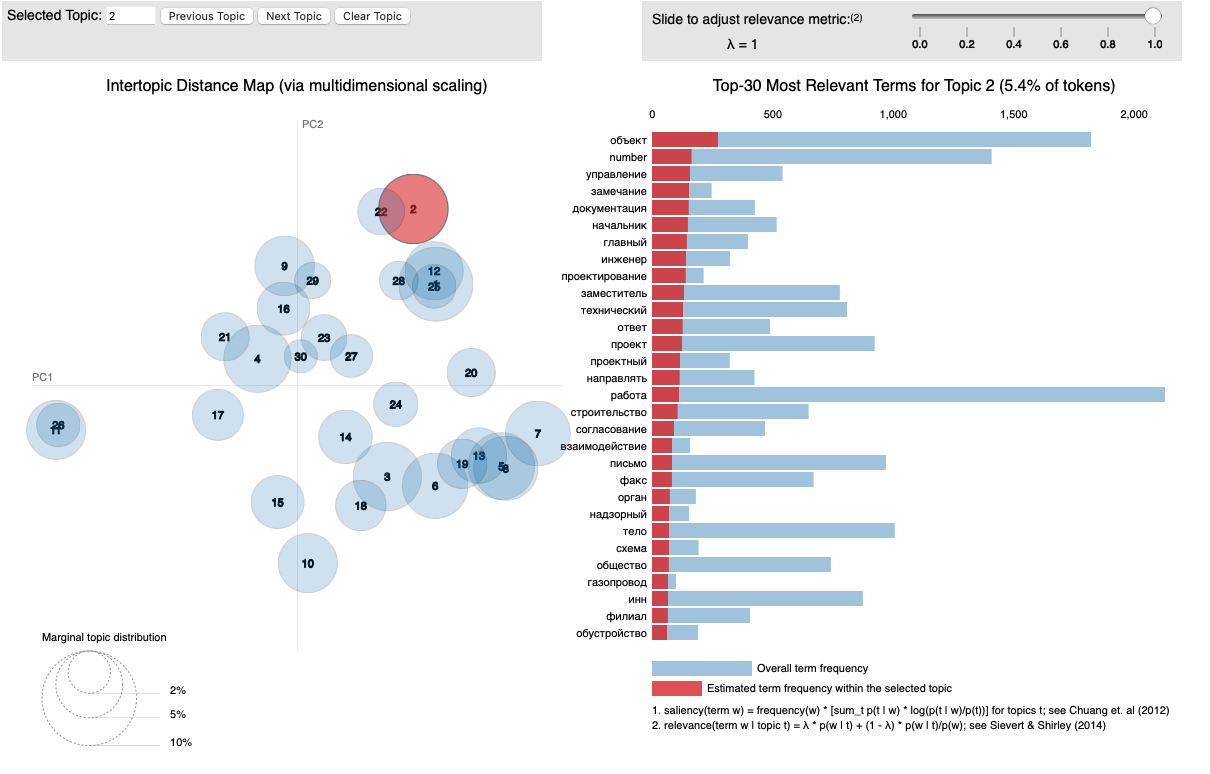 Selected Topic: 2 Previous Topic Next Topic Clear Topic
Slide to adjust relevance metric:(2)
λ = 1
0.0 0.2 0.4 0.6 0.8 1.0
Intertopic Distance Map (via multidimensional scaling)
PC2
PC1
22
2
9
29
28
12
25
16
21
4
30
23
27
20
17
24
26
11
14
7
3
6
19
13
5
8
15
18
10
Marginal topic distribution
2%
5%
10%
Top-30 Most Relevant Terms for Topic 2 (5.4% of tokens)
0 500 1,000 1,500 2,000
объект
number
управление
замечание
документация
начальник
главный
инженер
проектирование
заместитель
технический
ответ
проект
проектный
направлять
работа
строительство
согласование
взаимодействие
письмо
факс
орган
надзорный
тело
схема
общество
газопровод
инн
филиал
обустройство
Overall term frequency
Estimated term frequency within the selected topic
1. saliency(term w) = frequency(w) * [sum_t p(t | w) * log(p(t | w)/p(t))] for topics t; see Chuang et. al (2012)
2. relevance(term w | topic t) = λ * p(w | t) + (1 - λ) * p(w | t)/p(w); see Sievert & Shirley (2014)